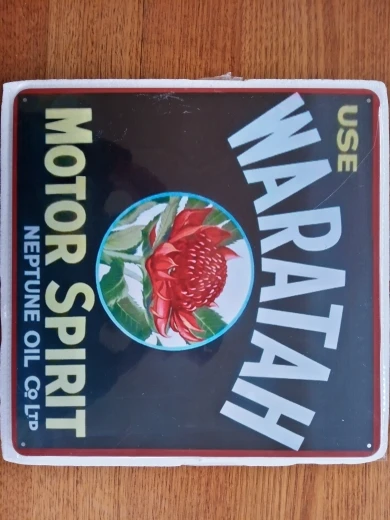 USE
WARATAH
MOTOR SPIRIT
NEPTUNE OIL CO LTD